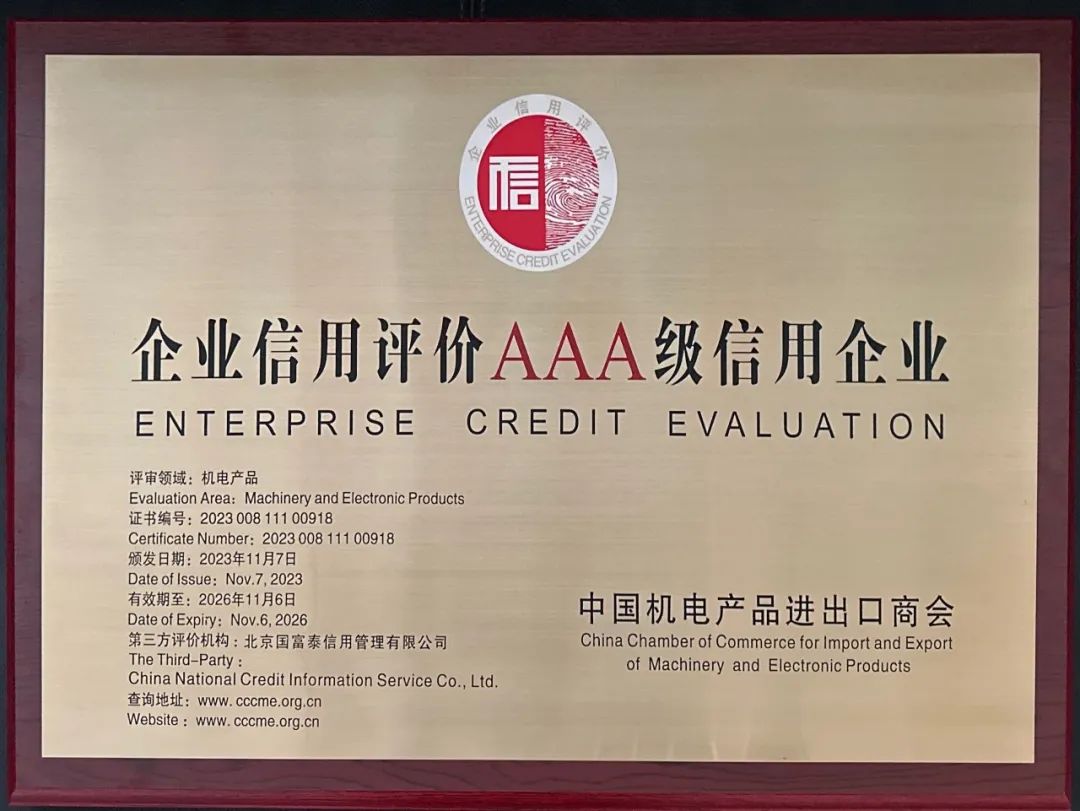 企业信用评价
信
ENTERPRISE CREDIT EVALUATION
企业信用评价AAA级信用企业
ENTERPRISE CREDIT EVALUATION
评审领域：机电产品
Evaluation Area：Machinery and Electronic Products
证书编号：2023 008 111 00918
Certificate Number：2023 008 111 00918
颁发日期：2023年11月7日
Date of Issue：Nov.7, 2023
有效期至：2026年11月6日
Date of Expiry：Nov.6, 2026
第三方评价机构：北京国富泰信用管理有限公司
The Third-Party：
China National Credit Information Service Co., Ltd.
查询地址：www. cccme.org.cn
Website：www. cccme.org.cn
中国机电产品进出口商会
China Chamber of Commerce for Import and Export
of Machinery and Electronic Products